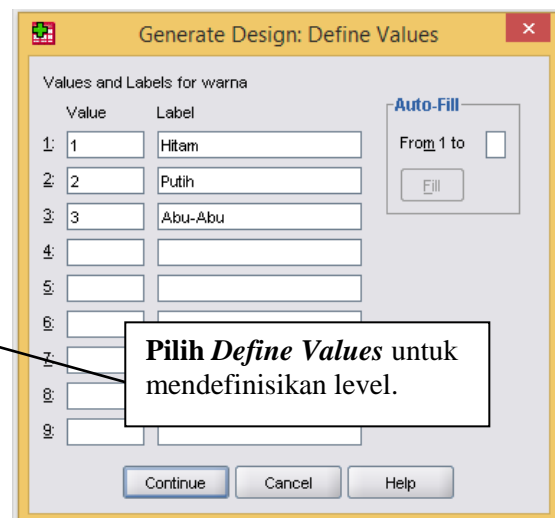 Generate Design: Define Values
Values and Labels for warna
Value Label
1: 1 Hitam
2: 2 Putih
3: 3 Abu-Abu
4:
5:
6:
7:
8:
9:
Auto-Fill
From 1 to
Fill
Pilih Define Values untuk
mendefinisikan level.
Continue Cancel Help